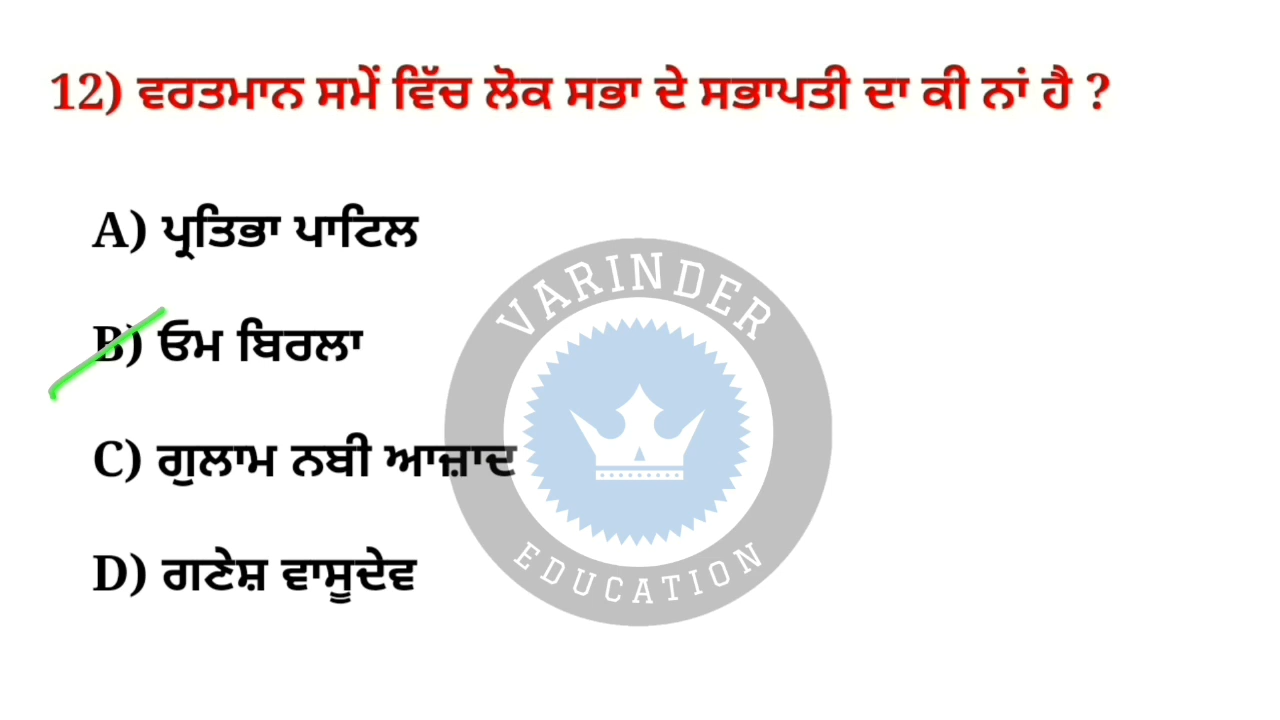 12) ਵਰਤਮਾਨ ਸਮੇਂ ਵਿੱਚ ਲੋਕ ਸਭਾ ਦੇ ਸਭਾਪਤੀ ਦਾ ਕੀ ਨਾਂ ਹੈ ?
A) ਪ੍ਰਤਿਭਾ ਪਾਟਿਲ
B) ਓਮ ਬਿਰਲਾ
C) ਗੁਲਾਮ ਨਬੀ ਆਜ਼ਾਦ
D) ਗਣੇਸ਼ ਵਾਸੂਦੇਵ
VARINDER
EDUCATION